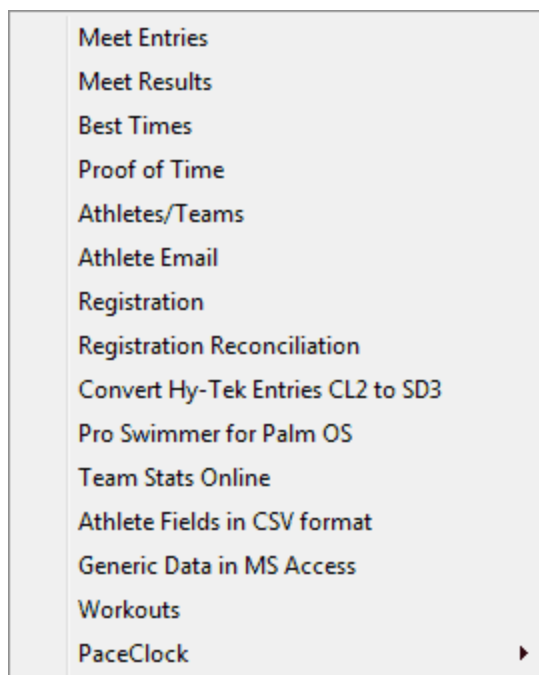 Meet Entries
Meet Results
Best Times
Proof of Time
Athletes/Teams
Athlete Email
Registration
Registration Reconciliation
Convert Hy-Tek Entries CL2 to SD3
Pro Swimmer for Palm OS
Team Stats Online
Athlete Fields in CSV format
Generic Data in MS Access
Workouts
PaceClock